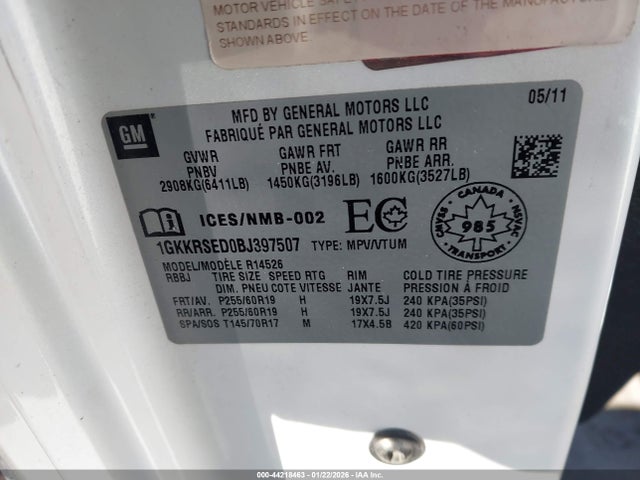 MOTOR VEHICLE SAFETY
STANDARDS IN EFFECT ON THE DATE OF THE MANUFACTURE
SHOWN ABOVE.
GM
MFD BY GENERAL MOTORS LLC
FABRIQUÉ PAR GENERAL MOTORS LLC
05/11
GVWR GAWR FRT GAWR RR
PNBV PNBE AV. PNBE ARR.
2908KG(6411LB) 1450KG(3196LB) 1600KG(3527LB)
ICES/NMB-002 EC
CANADA
CMVSS 985 NSVAC
TRANSPORT
1GKKRSED0BJ397507 TYPE: MPV/VTUM
MODEL/MODÈLE R14526
RBBJ TIRE SIZE SPEED RTG RIM COLD TIRE PRESSURE
DIM.PNEU COTE VITESSE JANTE PRESSION À FROID
FRT/AV. P255/60R19 H 19X7.5J 240 KPA(35PSI)
RR/ARR. P255/60R19 H 19X7.5J 240 KPA(35PSI)
SPA/SOS T145/70R17 M 17X4.5B 420 KPA(60PSI)
000-44218463 - 01/22/2026 - IAA Inc.